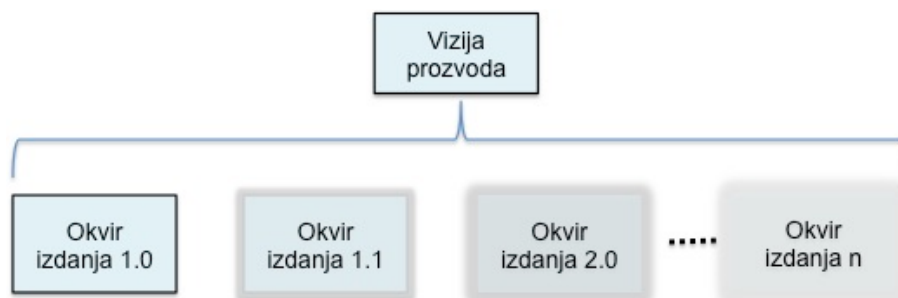 Vizija
prozvoda
Okvir
izdanja 1.0
Okvir
izdanja 1.1
Okvir
izdanja 2.0
Okvir
izdanja n